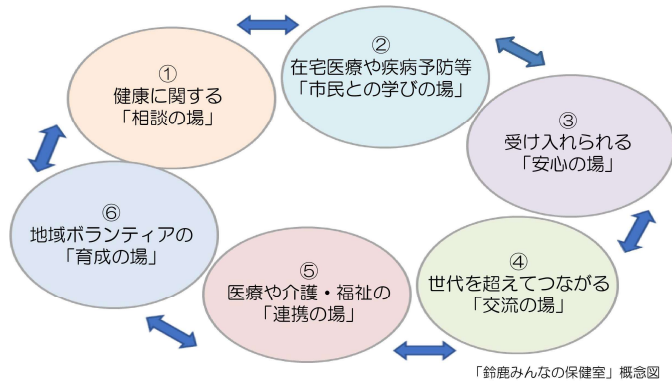 ①
健康に関する
「相談の場」
②
在宅医療や疾病予防等
「市民との学びの場」
③
受け入れられる
「安心の場」
④
世代を超えてつながる
「交流の場」
⑤
医療や介護・福祉の
「連携の場」
⑥
地域ボランティアの
「育成の場」
「鈴鹿みんなの保健室」概念図